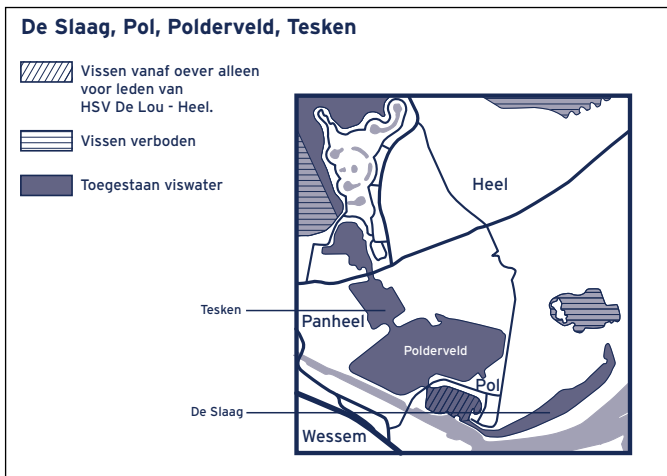 De Slaag, Pol, Polderveld, Tesken
Vissen vanaf oever alleen
voor leden van
HSV De Lou - Heel.
Vissen verboden
Toegestaan viswater
Heel
Tesken
Panheel
Polderveld
Pol
De Slaag
Wessem